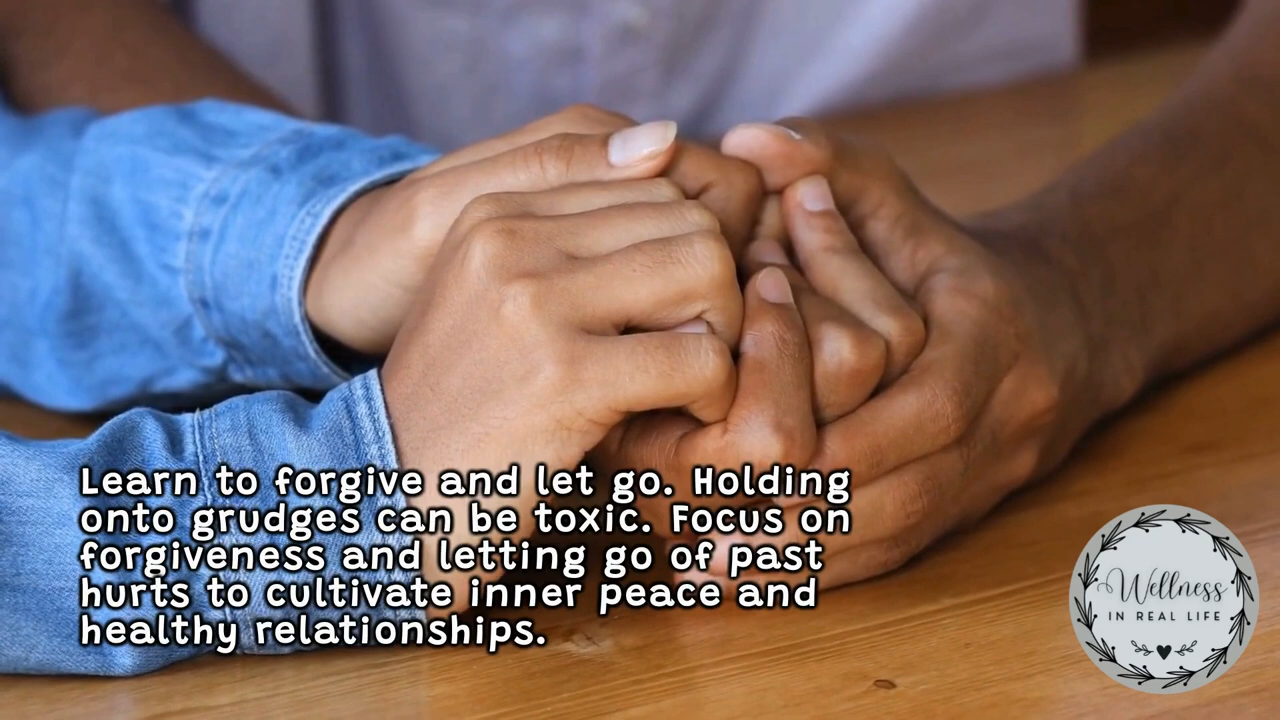 Learn to forgive and let go. Holding
onto grudges can be toxic. Focus on
forgiveness and letting go of past
hurts to cultivate inner peace and
healthy relationships.
Wellness
IN REAL LIFE